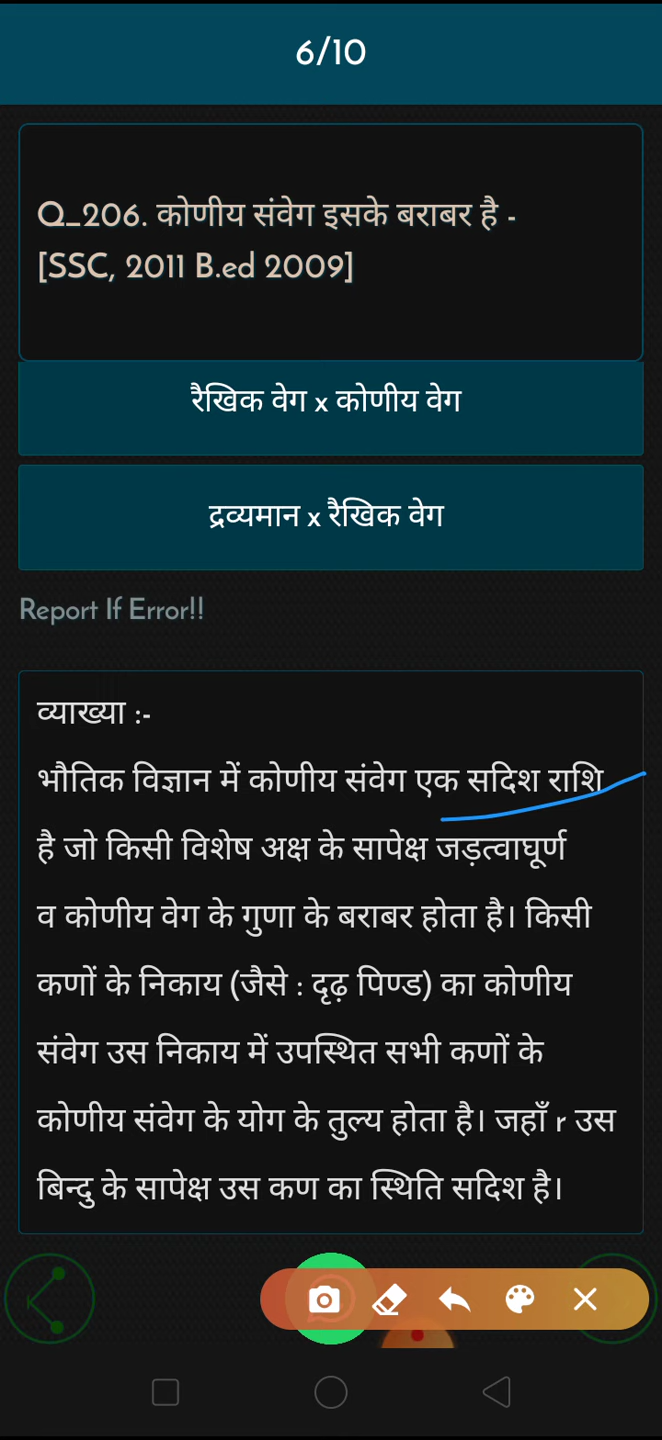 6/10
Q_206. कोणीय संवेग इसके बराबर है -
[SSC, 2011 B.ed 2009]
रैखिक वेग x कोणीय वेग
द्रव्यमान x रैखिक वेग
Report If Error!!
व्याख्या :-
भौतिक विज्ञान में कोणीय संवेग एक सदिश राशि
है जो किसी विशेष अक्ष के सापेक्ष जड़त्वाघूर्ण
व कोणीय वेग के गुणा के बराबर होता है। किसी
कणों के निकाय (जैसे : दृढ़ पिण्ड) का कोणीय
संवेग उस निकाय में उपस्थित सभी कणों के
कोणीय संवेग के योग के तुल्य होता है। जहाँ r उस
बिन्दु के सापेक्ष उस कण का स्थिति सदिश है।